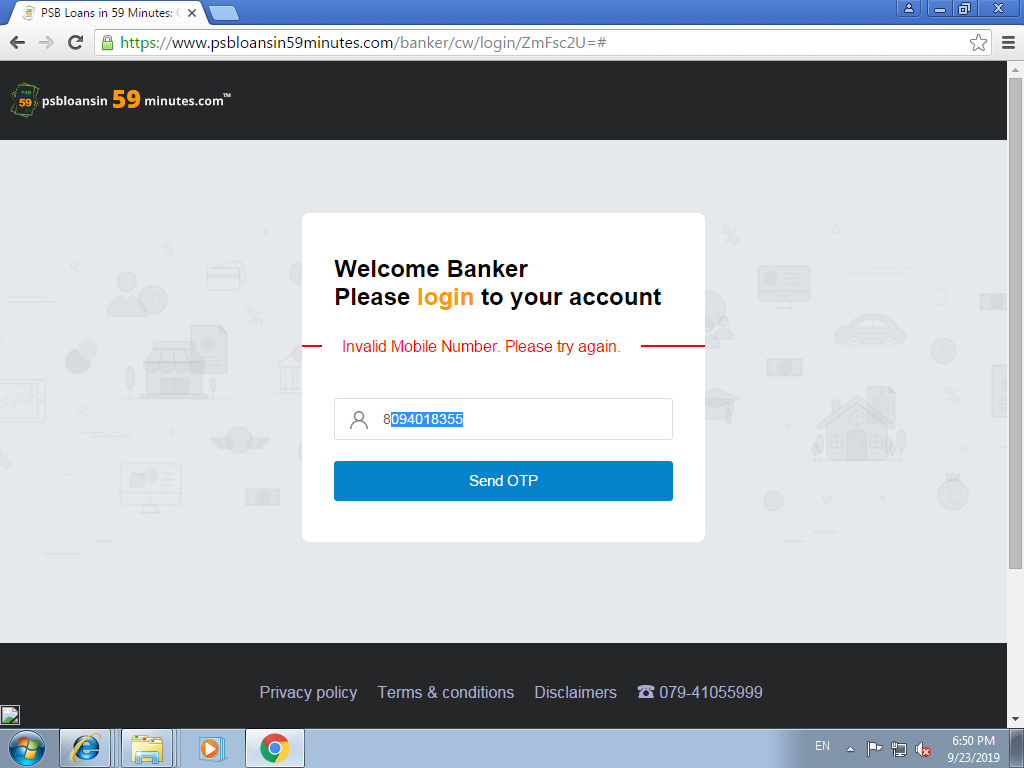 PSB Loans in 59 Minutes:
https://www.psbloansin59minutes.com/banker/cw/login/ZmFsc2U=#
PSB
59
psbloansin 59 minutes.com™
Welcome Banker
Please login to your account
Invalid Mobile Number. Please try again.
8094018355
Send OTP
Privacy policy Terms & conditions Disclaimers ☎ 079-41055999
EN
6:50 PM
9/23/2019